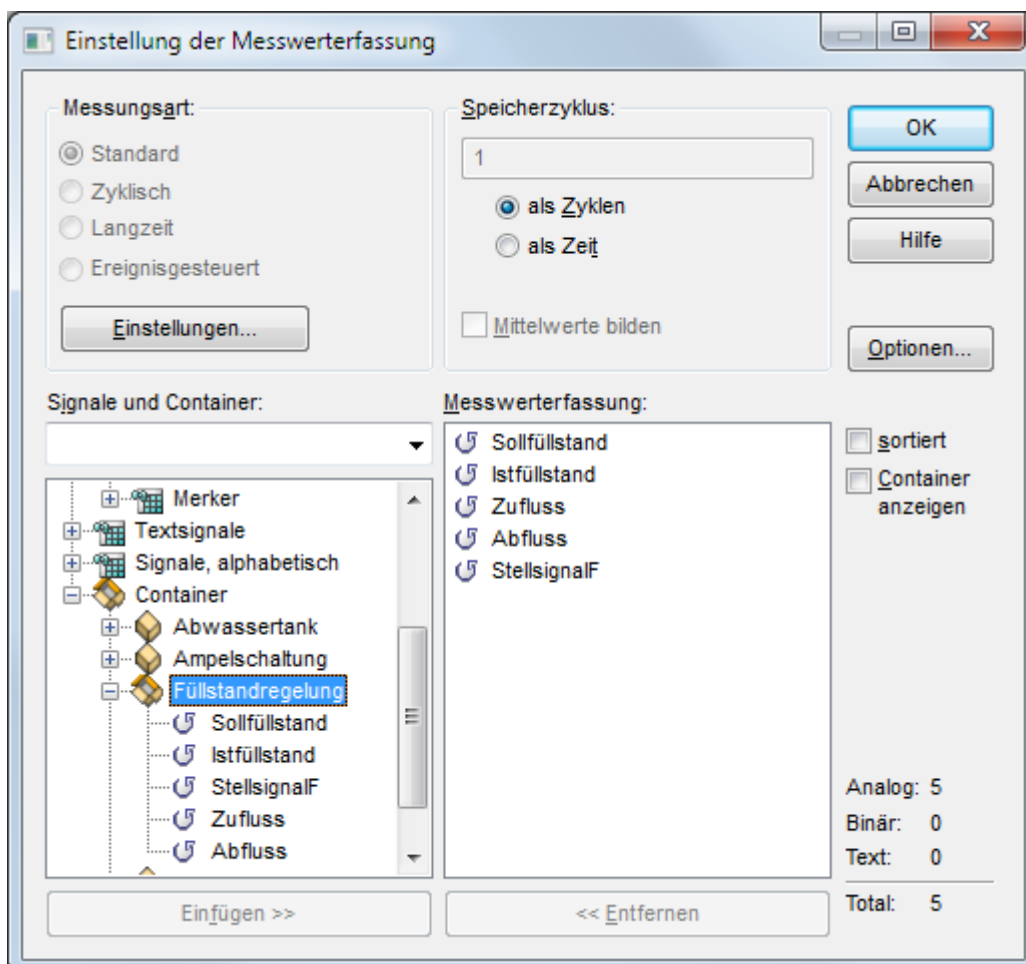 Einstellung der Messwerterfassung
Messungsart:
Standard
Zyklisch
Langzeit
Ereignisgesteuert
Einstellungen...
Speicherzyklus:
1
als Zyklen
als Zeit
Mittelwerte bilden
OK
Abbrechen
Hilfe
Optionen...
Signale und Container:
Merker
Textsignale
Signale, alphabetisch
Container
Abwassertank
Ampelschaltung
Füllstandregelung
Sollfüllstand
Istfüllstand
StellsignalF
Zufluss
Abfluss
Einfügen >>
Messwerterfassung:
Sollfüllstand
Istfüllstand
Zufluss
Abfluss
StellsignalF
<< Entfernen
sortiert
Container
anzeigen
Analog: 5
Binär: 0
Text: 0
Total: 5